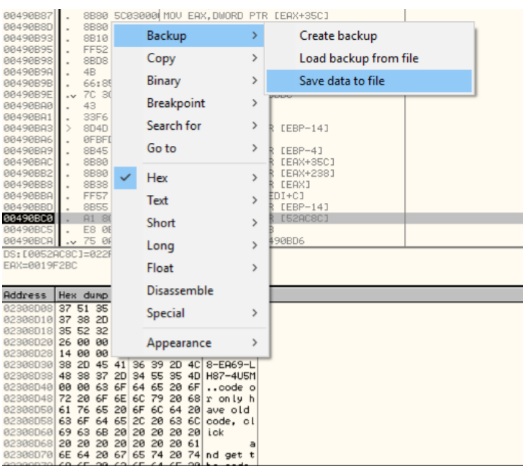 00490B87 . 8B80 5C030000 MOV EAX,DWORD PTR [EAX+35C]
00490B8D . 8B80
00490B93 . 8B10
00490B95 . FF52
00490B98 . 8BD8
00490B9A . 4B
00490B9B . 66:85
00490B9E .v 7C 3
00490BA0 . 43
00490BA1 . 33F6
00490BA3 > 8D4D R [EBP-14]
00490BA6 . 0FBF
00490BA9 . 8B45 R [EBP-4]
00490BAC . 8B80 R [EAX+35C]
00490BB2 . 8B80 R [EAX+238]
00490BB8 . 8B38 R [EAX]
00490BBA . FF57 EDI+C]
00490BBD . 8B55 R [EBP-14]
00490BC0 . A1 8 R [52AC8C]
00490BC5 . E8 0
00490BCA .v 75 0 490BD6
DS:[0052AC8C]=022F
EAX=0019F2BC
Backup >
Copy >
Binary >
Breakpoint >
Search for >
Go to >
Hex >
Text >
Short >
Long >
Float >
Disassemble
Special >
Appearance >
Create backup
Load backup from file
Save data to file
Address Hex dump
02308D08 37 51 35
02308D10 37 38 2D
02308D18 35 52 32
02308D20 26 00 00
02308D28 14 00 00
02308D30 38 2D 45 41 36 39 2D 4C 8-EA69-L
02308D38 48 38 37 2D 34 55 35 4D H87-4U5M
02308D40 00 00 63 6F 64 65 20 6F ..code o
02308D48 72 20 6F 6E 6C 79 20 68 r only h
02308D50 61 76 65 20 6F 6C 64 20 ave old
02308D58 63 6F 64 65 2C 20 63 6C code, cl
02308D60 69 63 6B 20 20 20 20 20 ick
02308D68 20 20 20 20 20 20 20 61 a
02308D70 6E 64 20 67 65 74 20 74 nd get t